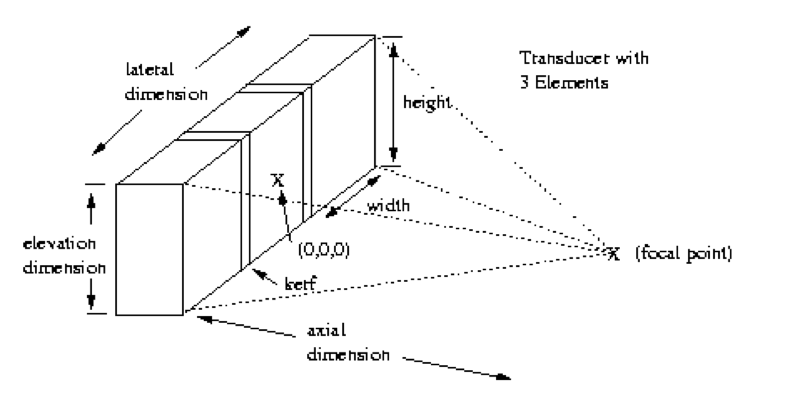 Transducer with
3 Elements
lateral
dimension
height
X
width
elevation
dimension
(0,0,0)
X (focal point)
kerf
axial
dimension